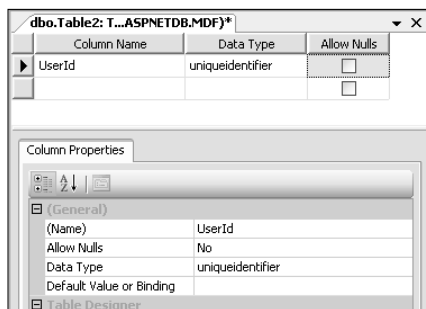 dbo.Table2: T...ASPNETDB.MDF)*
Column Name Data Type Allow Nulls
UserId uniqueidentifier
Column Properties
(General)
(Name) UserId
Allow Nulls No
Data Type uniqueidentifier
Default Value or Binding
Table Designer